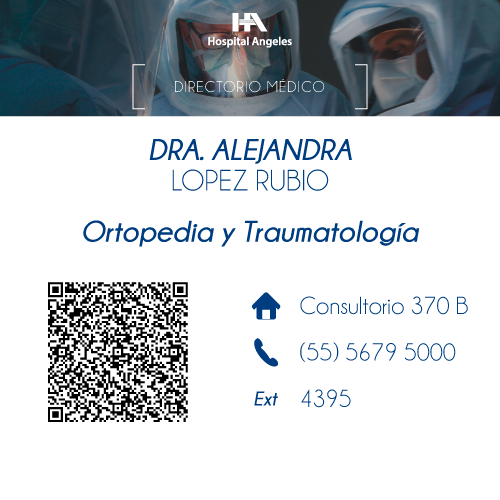 HA
Hospital Angeles
DIRECTORIO MÉDICO
DRA. ALEJANDRA
LOPEZ RUBIO
Ortopedia y Traumatología
Consultorio 370 B
(55) 5679 5000
Ext 4395